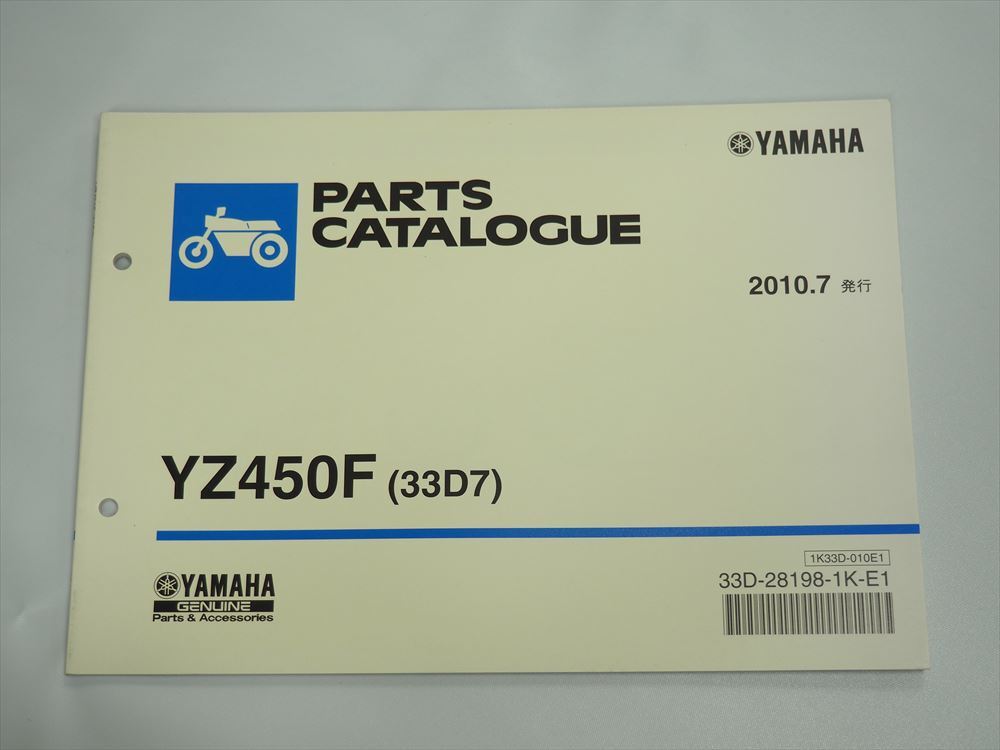 YAMAHA
PARTS
CATALOGUE
2010.7 発行
YZ450F (33D7)
1K33D-010E1
33D-28198-1K-E1
YAMAHA
GENUINE
Parts & Accessories